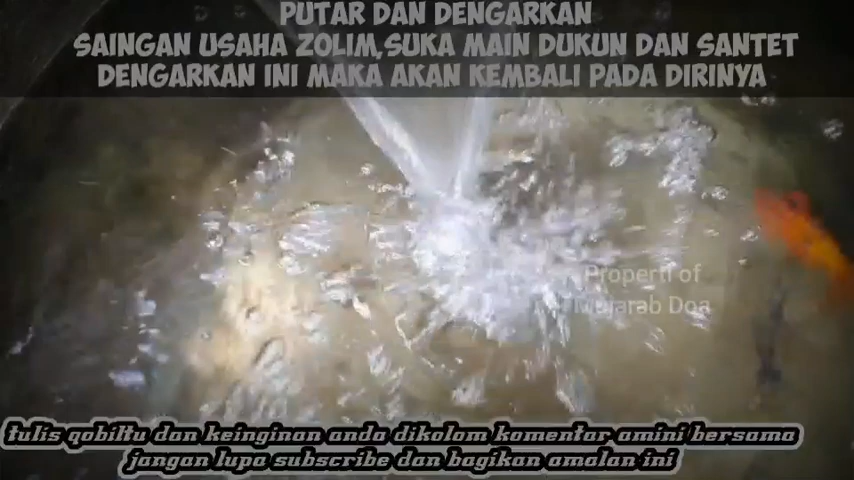 PUTAR DAN DENGARKAN
SAINGAN USAHA ZOLIM,SUKA MAIN DUKUN DAN SANTET
DENGARKAN INI MAKA AKAN KEMBALI PADA DIRINYA
Properti of
Mujarab Doa
tulis qobiltu dan keinginan anda dikolom komentar amini bersama
jangan lupa subscribe dan bagikan amalan ini